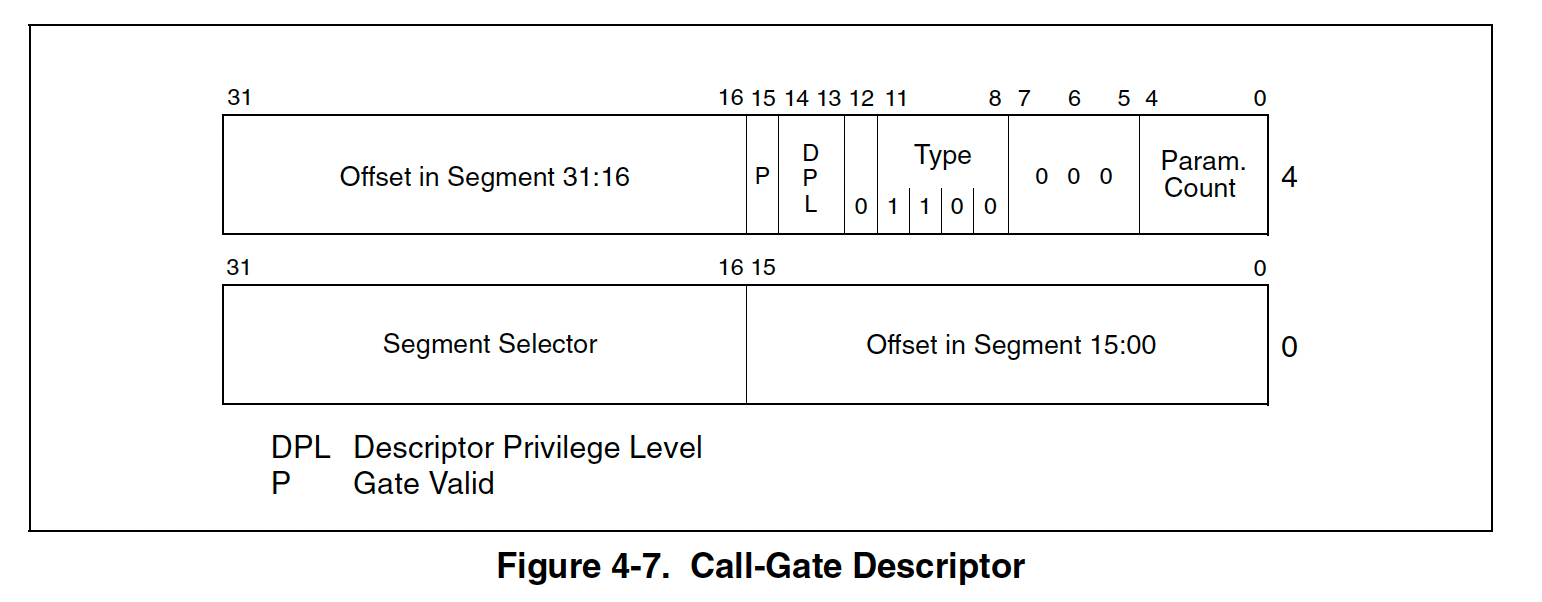 31 16 15 14 13 12 11 8 7 6 5 4 0
Offset in Segment 31:16
P
D
P
L
0
Type
1 1 0 0
0 0 0
Param.
Count
4
31 16 15 0
Segment Selector
Offset in Segment 15:00
0
DPL Descriptor Privilege Level
P Gate Valid
Figure 4-7. Call-Gate Descriptor